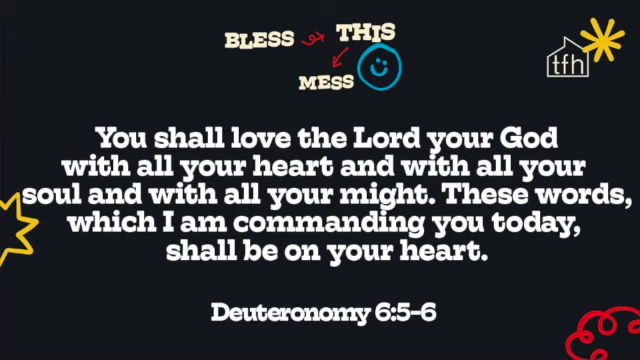 BLESS THIS
MESS
tfh
You shall love the Lord your God
with all your heart and with all your
soul and with all your might. These words,
which I am commanding you today,
shall be on your heart.
Deuteronomy 6:5-6